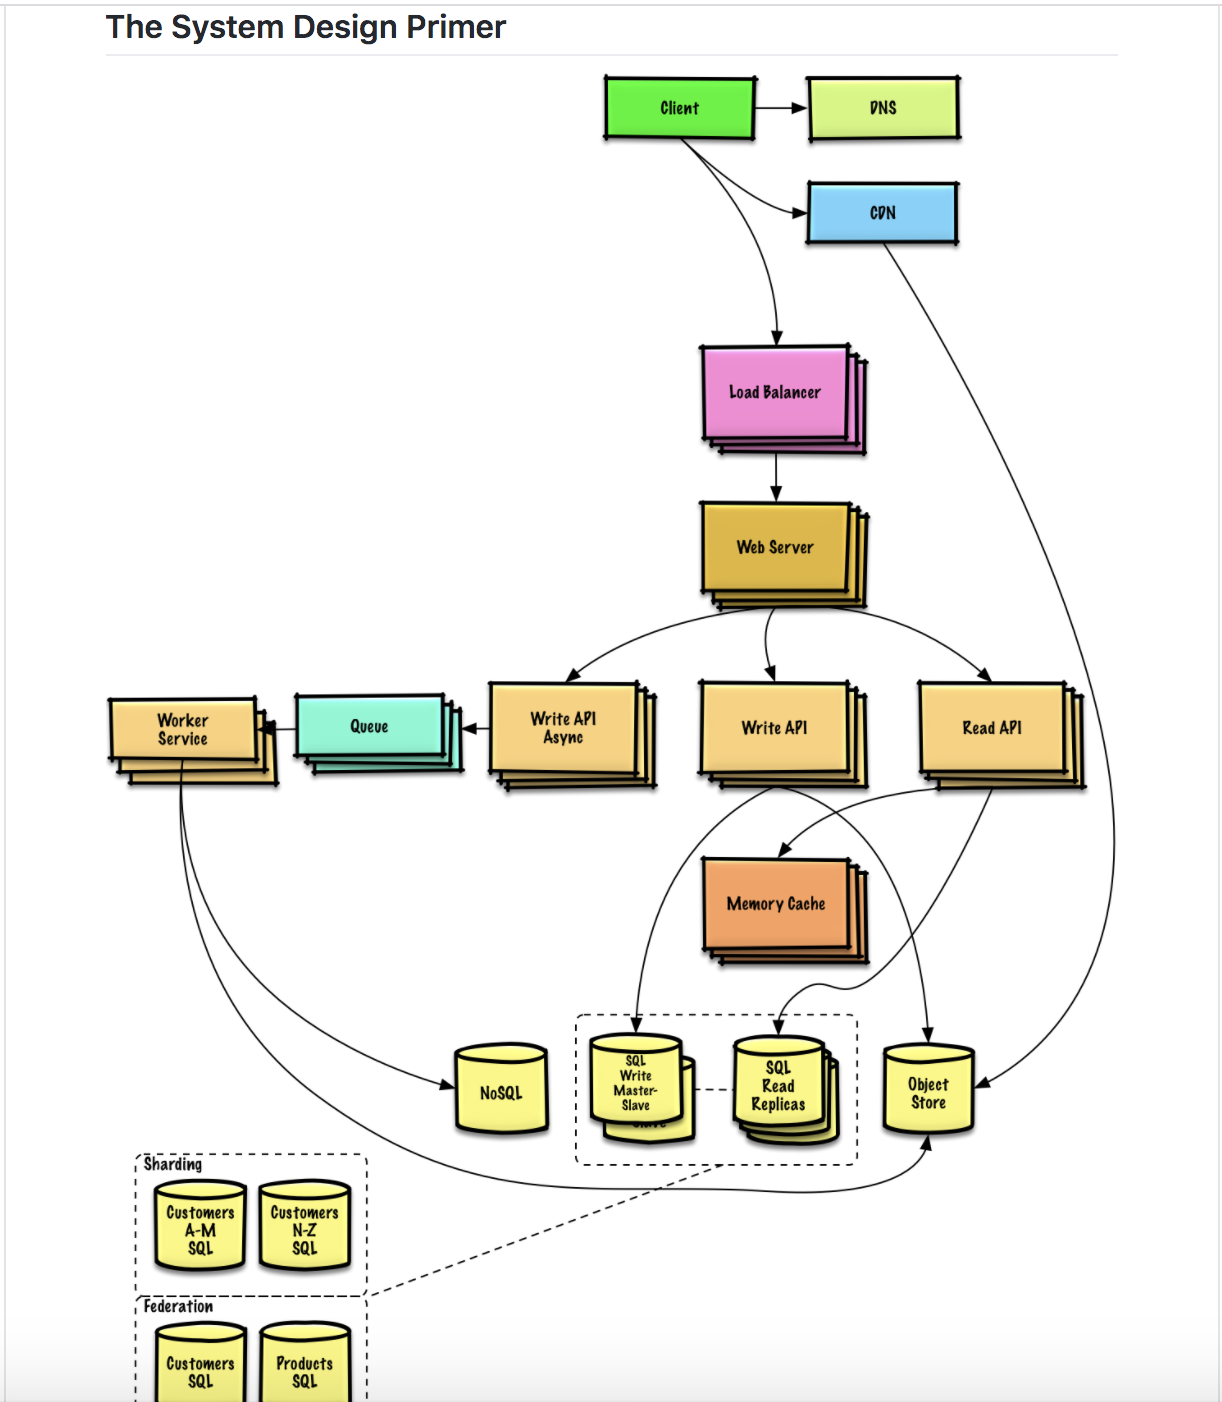 The System Design Primer
Client
DNS
CDN
Load Balancer
Web Server
Worker
Service
Queue
Write API
Async
Write API
Read API
Memory Cache
NoSQL
SQL
Write
Master-
Slave
Slave
SQL
Read
Replicas
Object
Store
Sharding
Customers
A-M
SQL
Customers
N-Z
SQL
Federation
Customers
SQL
Products
SQL